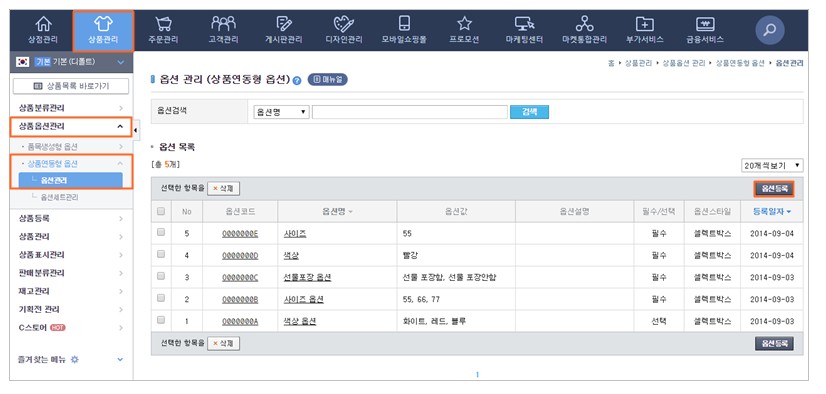 상점관리 상품관리 주문관리 고객관리 게시판관리 디자인관리 모바일쇼핑몰 프로모션 마케팅센터 마켓통합관리 부가서비스 금융서비스
기본 기본 (디폴트)
홈 › 상품관리 › 상품옵션 관리 › 상품연동형 옵션 › 옵션관리
상품목록 바로가기
상품분류관리
상품옵션관리
· 품목생성형 옵션
· 상품연동형 옵션
옵션관리
옵션세트관리
상품등록
상품관리
상품표시관리
판매분류관리
재고관리
기획전 관리
C스토어 HOT
즐겨찾는 메뉴
옵션 관리 (상품연동형 옵션) ? 매뉴얼
옵션검색 옵션명 검색
· 옵션 목록
[총 5개] 20개씩보기
선택한 항목을 × 삭제 옵션등록
No 옵션코드 옵션명 옵션값 옵션설명 필수/선택 옵션스타일 등록일자
5 O000000E 사이즈 55 필수 셀렉트박스 2014-09-04
4 O000000D 색상 빨강 필수 셀렉트박스 2014-09-04
3 O000000C 선물포장 옵션 선물 포장함, 선물 포장안함 필수 셀렉트박스 2014-09-03
2 O000000B 사이즈 옵션 55, 66, 77 필수 셀렉트박스 2014-09-03
1 O000000A 색상 옵션 화이트, 레드, 블루 선택 셀렉트박스 2014-09-03
선택한 항목을 × 삭제 옵션등록
1